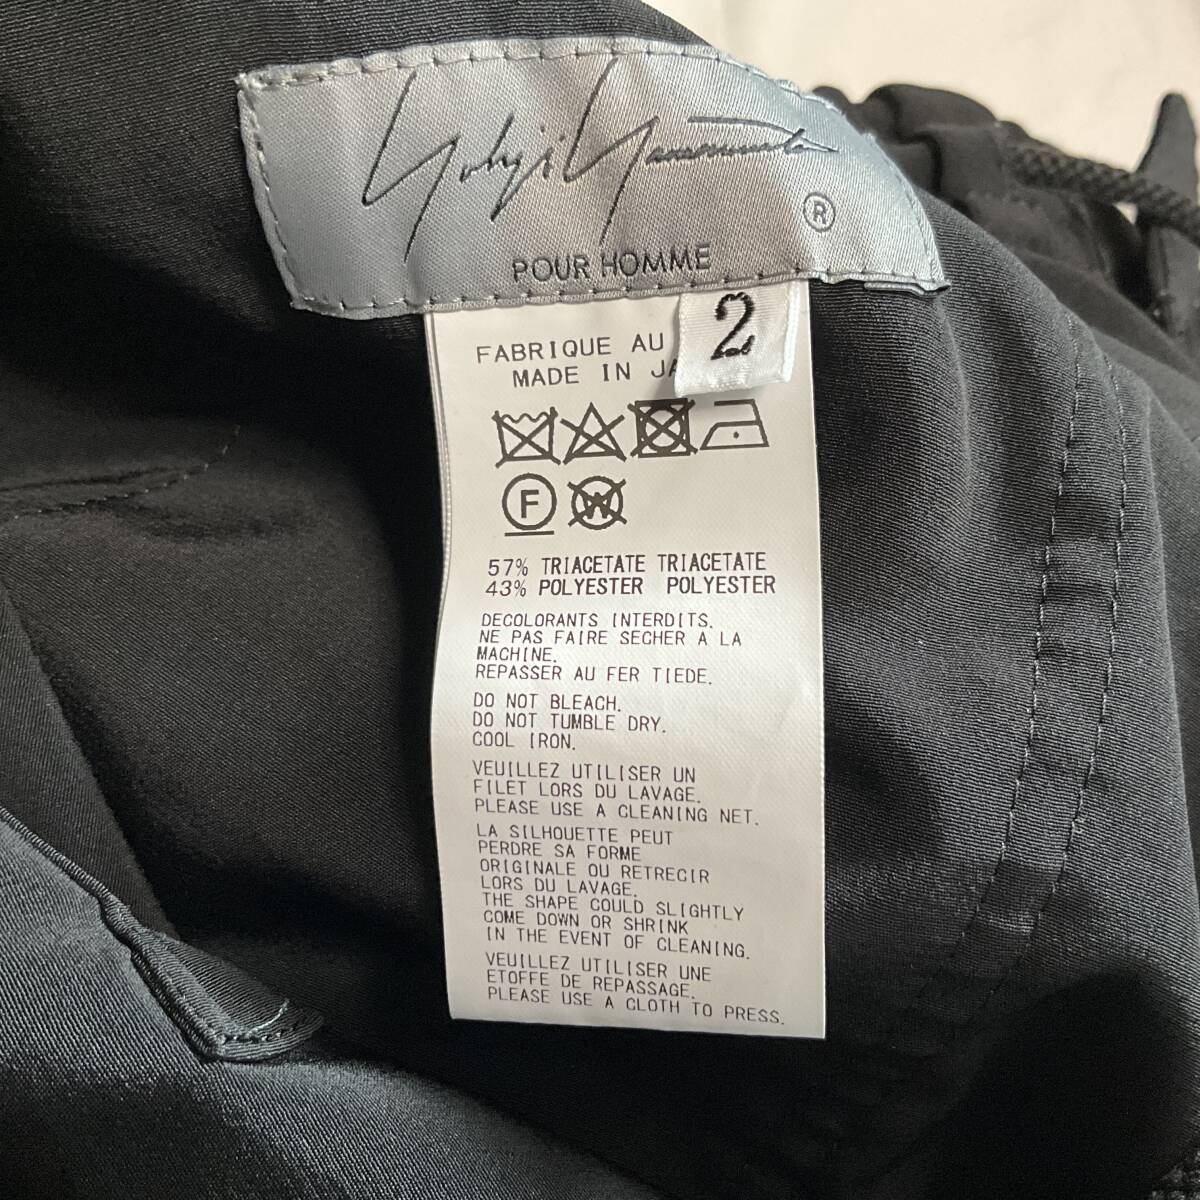 Yohji Yamamoto
®
POUR HOMME
2
FABRIQUE AU
MADE IN JA
F
W
57% TRIACETATE TRIACETATE
43% POLYESTER POLYESTER
DECOLORANTS INTERDITS.
NE PAS FAIRE SECHER A LA
MACHINE.
REPASSER AU FER TIEDE.
DO NOT BLEACH.
DO NOT TUMBLE DRY.
COOL IRON.
VEUILLEZ UTILISER UN
FILET LORS DU LAVAGE.
PLEASE USE A CLEANING NET.
LA SILHOUETTE PEUT
PERDRE SA FORME
ORIGINALE OU RETRECIR
LORS DU LAVAGE.
THE SHAPE COULD SLIGHTLY
COME DOWN OR SHRINK
IN THE EVENT OF CLEANING.
VEUILLEZ UTILISER UNE
ETOFFE DE REPASSAGE.
PLEASE USE A CLOTH TO PRESS.